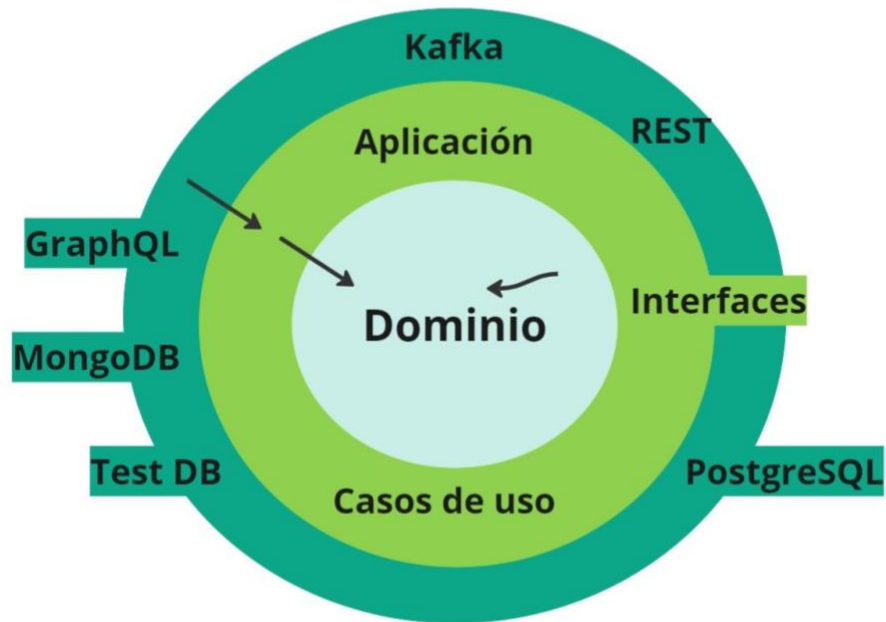 Kafka
REST
Aplicación
GraphQL
Interfaces
Dominio
MongoDB
Test DB
PostgreSQL
Casos de uso